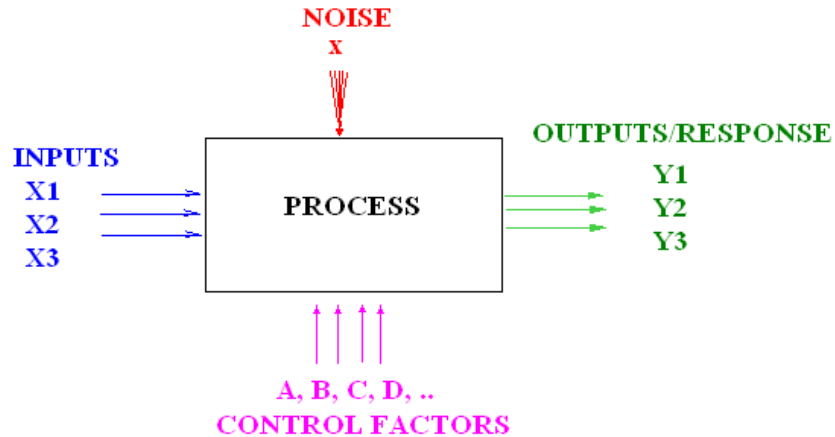 NOISE
x
INPUTS
X1
X2
X3
PROCESS
OUTPUTS/RESPONSE
Y1
Y2
Y3
A, B, C, D, ..
CONTROL FACTORS